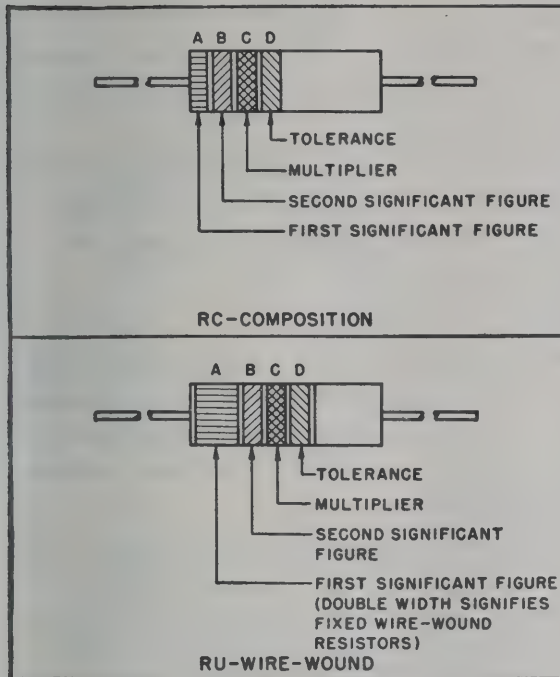 A B C D
TOLERANCE
MULTIPLIER
SECOND SIGNIFICANT FIGURE
FIRST SIGNIFICANT FIGURE
RC-COMPOSITION
A B C D
TOLERANCE
MULTIPLIER
SECOND SIGNIFICANT
FIGURE
FIRST SIGNIFICANT FIGURE
(DOUBLE WIDTH SIGNIFIES
FIXED WIRE-WOUND
RESISTORS)
RU-WIRE-WOUND